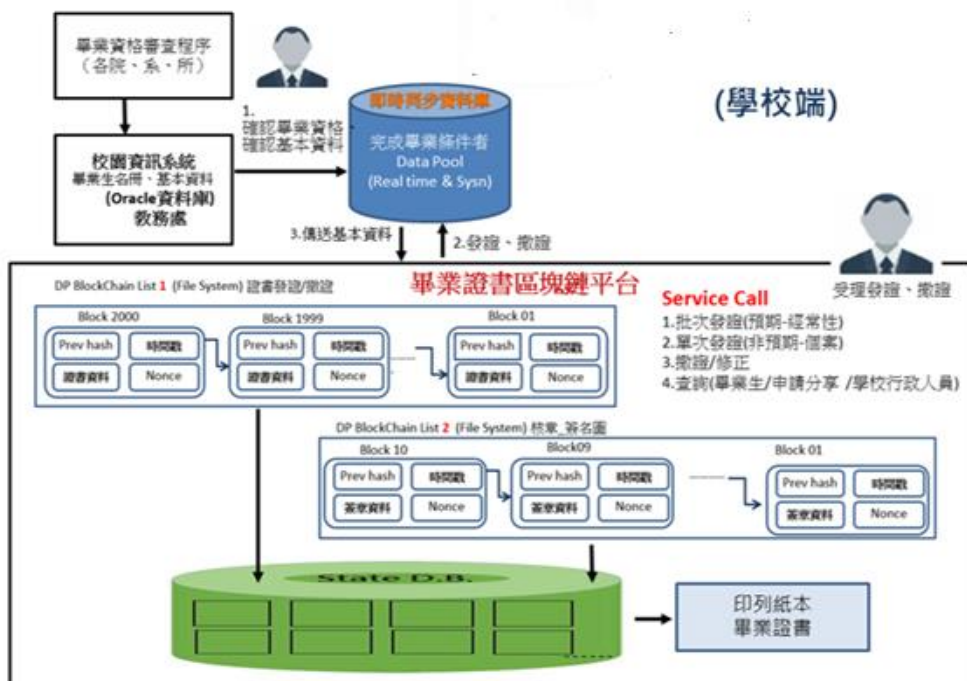 畢業資格審查程序
(各院、系、所)
校園資訊系統
畢業生名冊、基本資料
(Oracle資料庫)
教務處
1.
確認畢業資格
確認基本資料
即時同步資料庫
完成畢業條件者
Data Pool
(Real time & Sysn)
(學校端)
3.傳送基本資料
2.發證、撤證
畢業證書區塊鏈平台
受理發證、撤證
DP BlockChain List 1 (File System) 證書發證/撤證
Block 2000
Prev hash
時間戳
證書資料
Nonce
Block 1999
Prev hash
時間戳
證書資料
Nonce
Block 01
Prev hash
時間戳
證書資料
Nonce
Service Call
1.批次發證(預期-經常性)
2.單次發證(非預期-個案)
3.撤證/修正
4.查詢(畢業生/申請分享 /學校行政人員)
DP BlockChain List 2 (File System) 核章_簽名圖
Block 10
Prev hash
時間戳
簽章資料
Nonce
Block09
Prev hash
時間戳
簽章資料
Nonce
Block 01
Prev hash
時間戳
簽章資料
Nonce
State D.B.
印列紙本
畢業證書